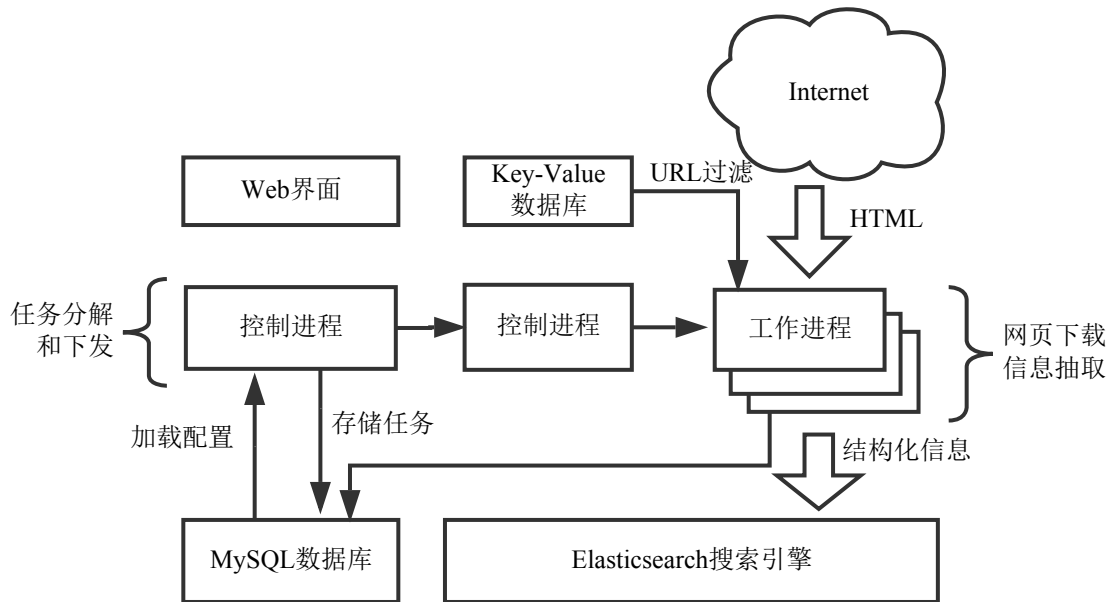 Internet
Web界面
Key-Value
数据库
URL过滤
HTML
任务分解
和下发
控制进程
控制进程
工作进程
网页下载
信息抽取
加载配置
存储任务
结构化信息
MySQL数据库
Elasticsearch搜索引擎